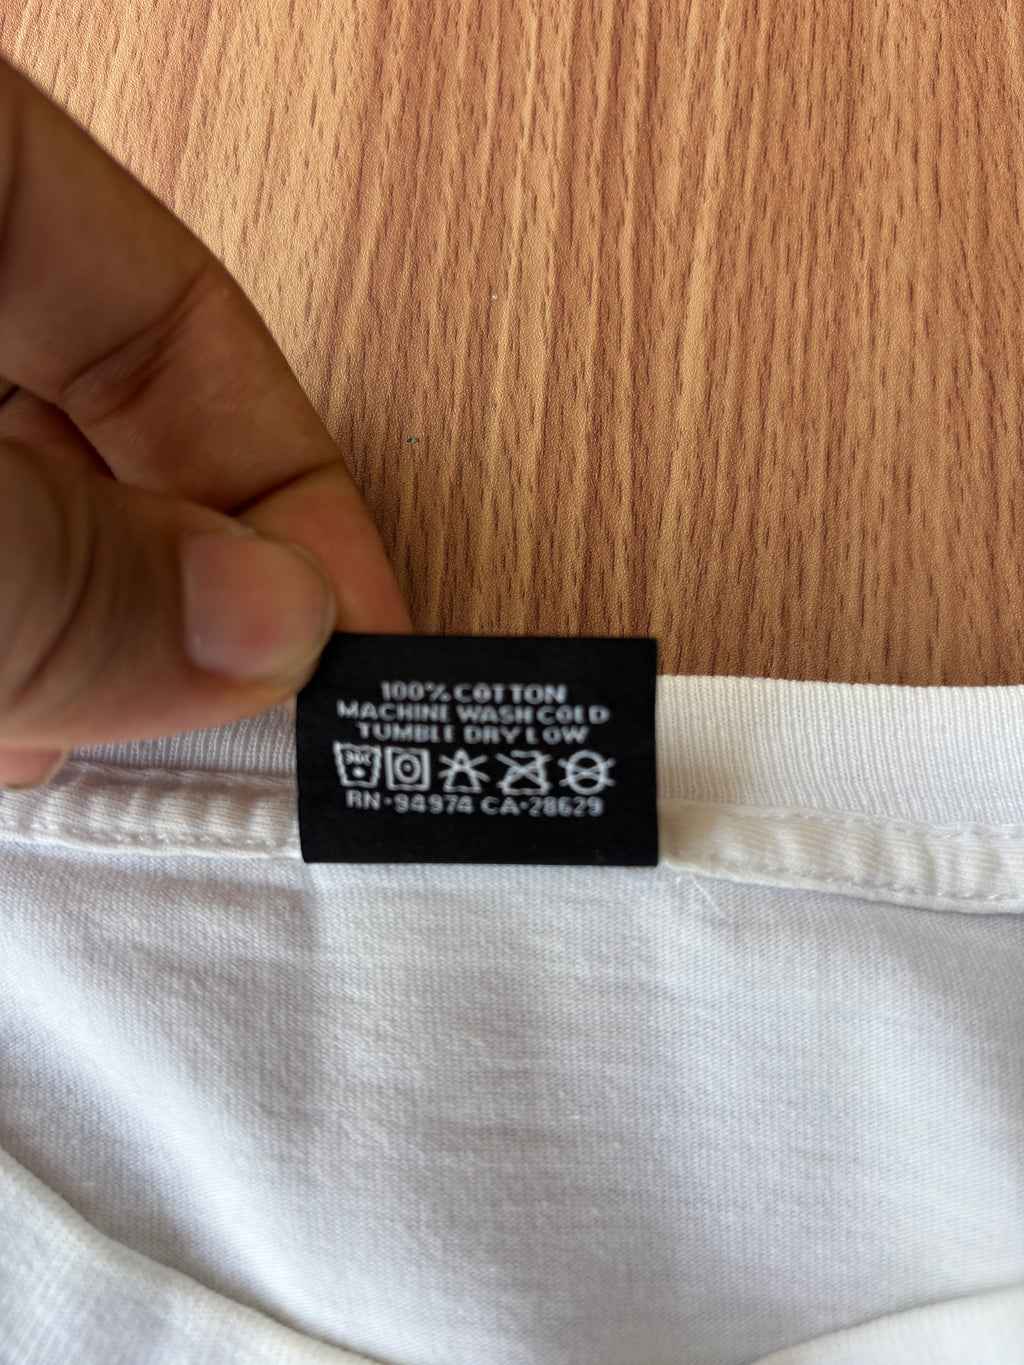 100% COTTON
MACHINE WASH COLD
TUMBLE DRY LOW
RN-94974 CA-28629